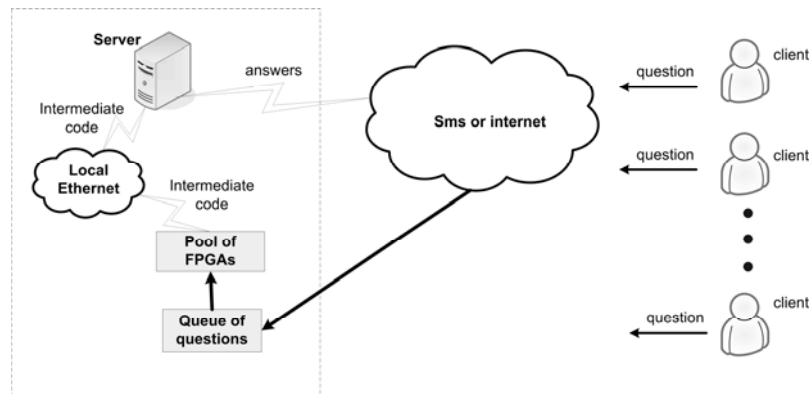 Server
answers
Intermediate
code
Local
Ethernet
Intermediate
code
Pool of
FPGAs
Queue of
questions
Sms or internet
question
client
question
client
question
client